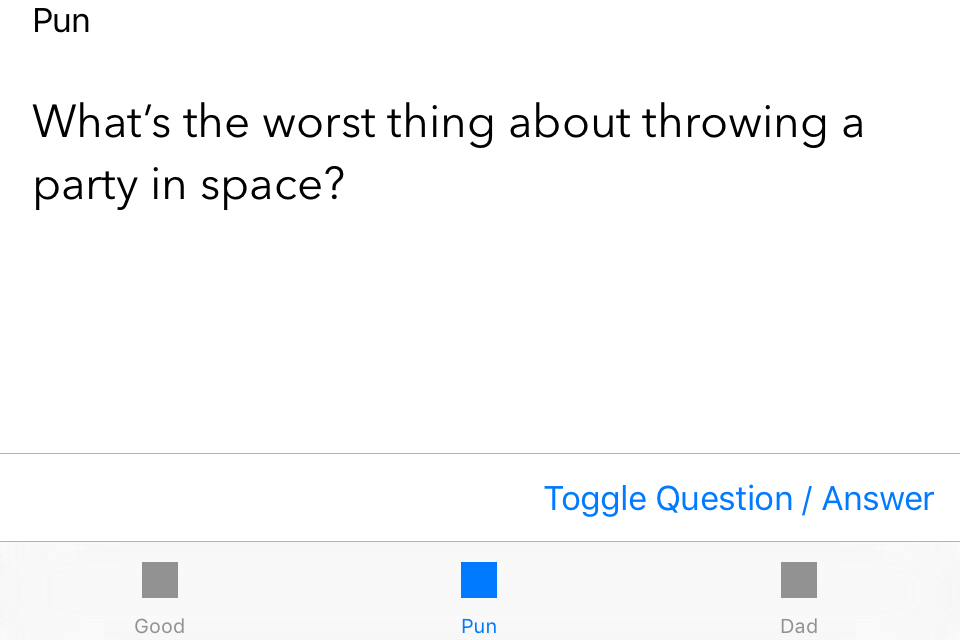 Pun
What’s the worst thing about throwing a
party in space?
Toggle Question / Answer
Good
Pun
Dad